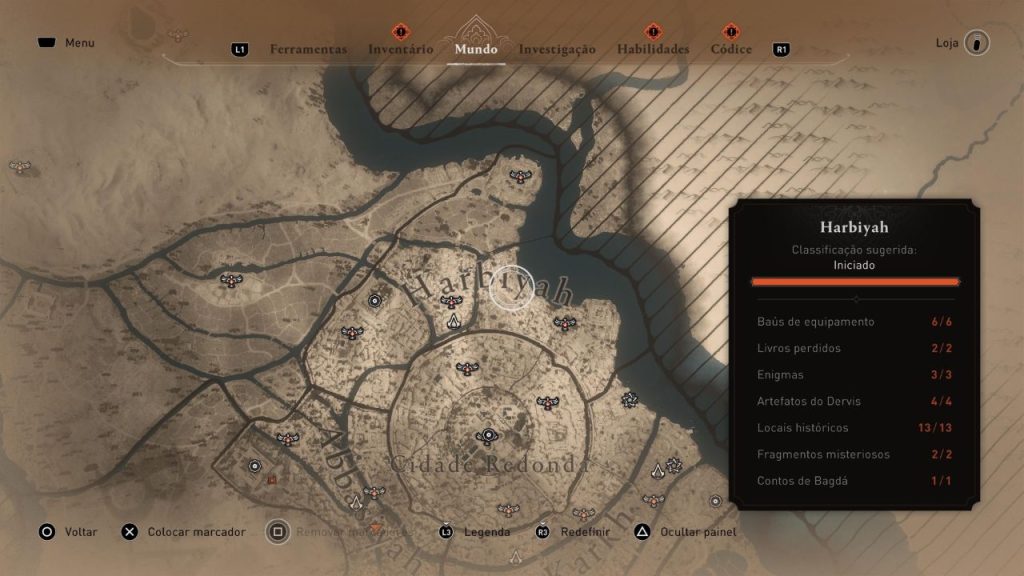 Menu
L1 Ferramentas Inventário Mundo Investigação Habilidades Códice R1
Loja
Harbiyah
Harbiyah
Classificação sugerida:
Iniciado
Baús de equipamento 6/6
Livros perdidos 2/2
Enigmas 3/3
Artefatos do Dervis 4/4
Locais históricos 13/13
Fragmentos misteriosos 2/2
Contos de Bagdá 1/1
Cidade Redonda
Voltar Colocar marcador Remover L3 Legenda R3 Redefinir Ocultar painel